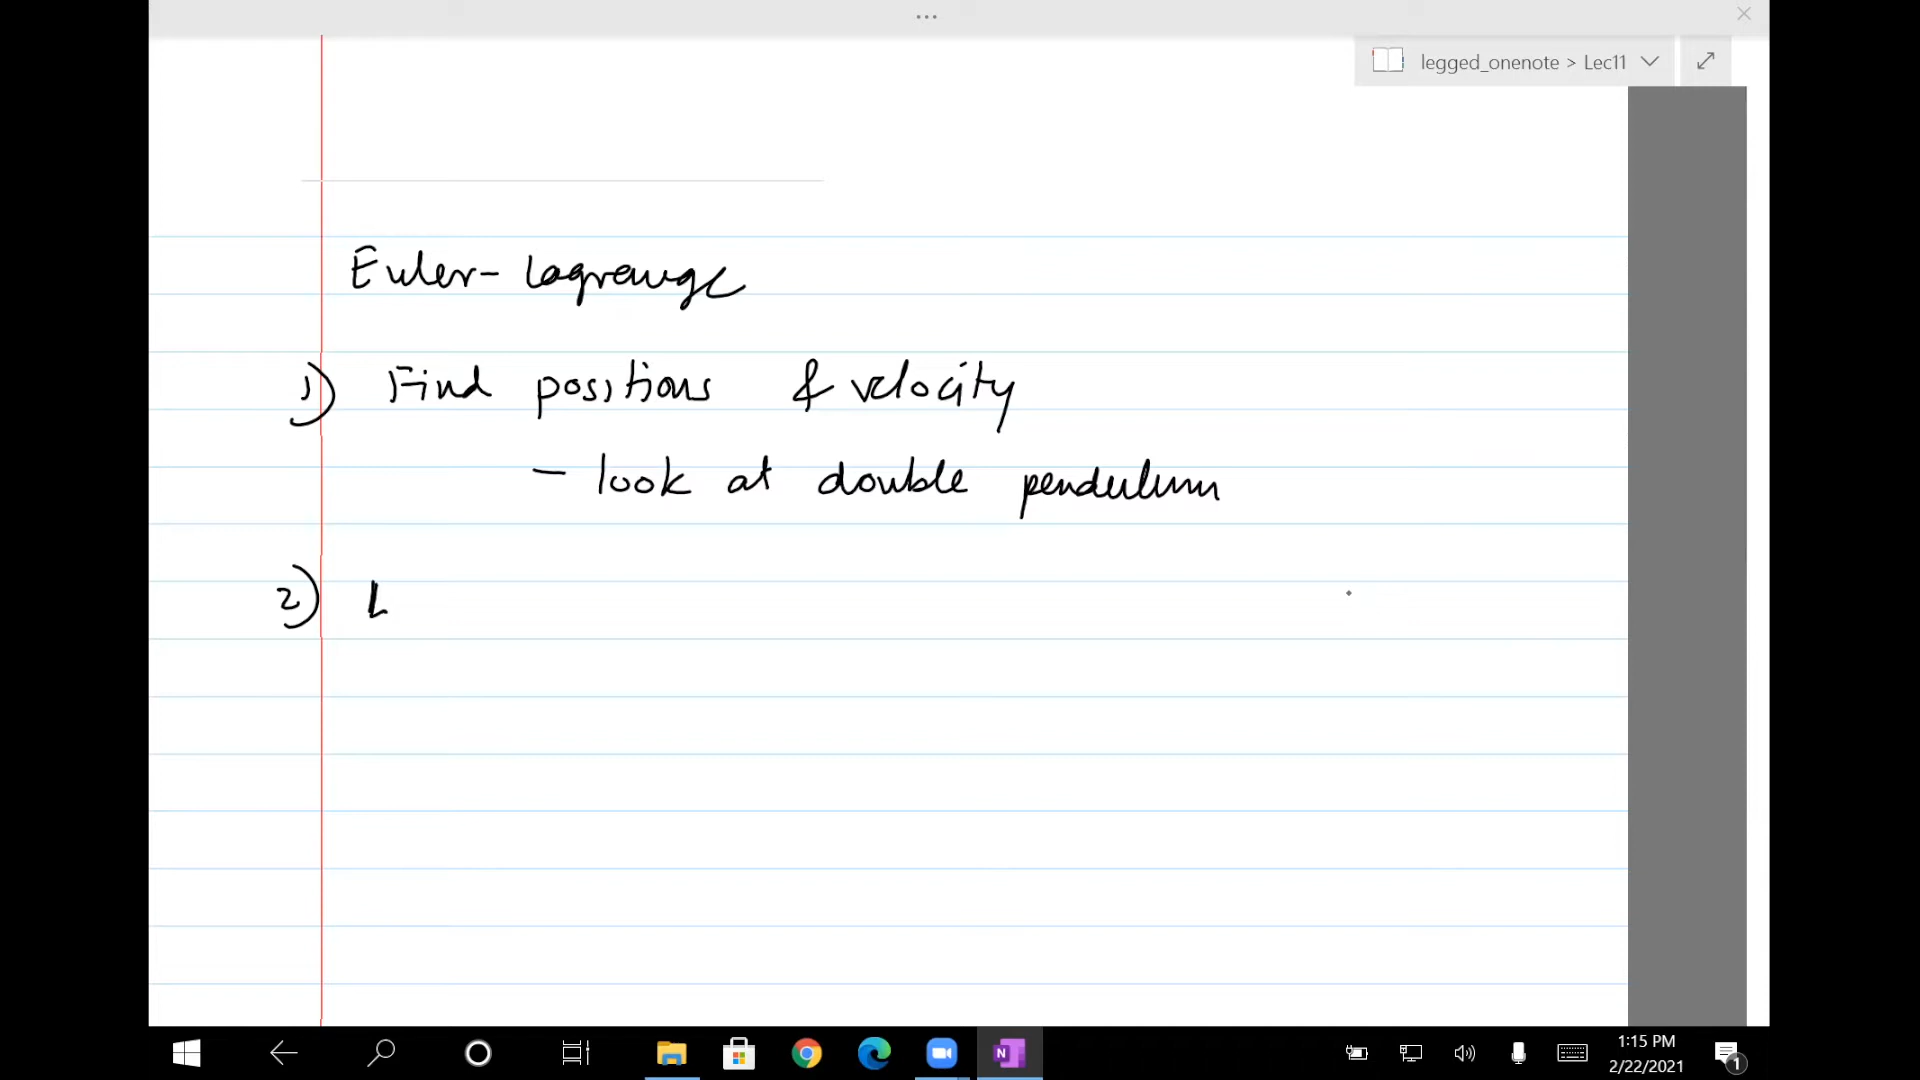 legged_onenote > Lec11
Euler-Lagrange
1) Find positions & velocity
- look at double pendulum
2) L
N
1:15 PM
2/22/2021
1